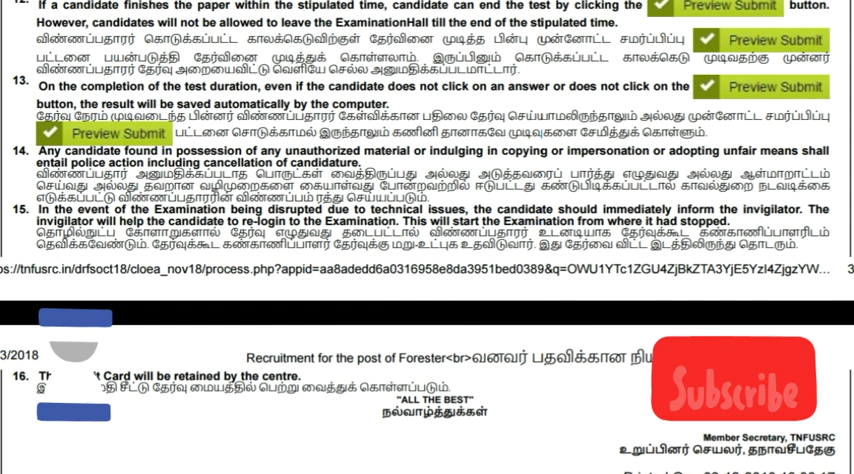 12. If a candidate finishes the paper within the stipulated time, candidate can end the test by clicking the Preview Submit button.
However, candidates will not be allowed to leave the ExaminationHall till the end of the stipulated time.
விண்ணப்பதாரர் கொடுக்கப்பட்ட காலக்கெடுவிற்குள் தேர்வினை முடித்த பின்பு முன்னோட்ட சமர்ப்பிப்பு Preview Submit
பட்டனை பயன்படுத்தி தேர்வினை முடித்துக் கொள்ளலாம். இருப்பினும் கொடுக்கப்பட்ட காலக்கெடு முடிவதற்கு முன்னர்
விண்ணப்பதாரர் தேர்வு அறையைவிட்டு வெளியே செல்ல அனுமதிக்கப்படமாட்டார்.
13. On the completion of the test duration, even if the candidate does not click on an answer or does not click on the Preview Submit
button, the result will be saved automatically by the computer.
தேர்வு நேரம் முடிவடைந்த பின்னர் விண்ணப்பதாரர் கேள்விக்கான பதிலை தேர்வு செய்யாமலிருந்தாலும் அல்லது முன்னோட்ட சமர்ப்பிப்பு
Preview Submit பட்டனை சொடுக்காமல் இருந்தாலும் கணினி தானாகவே முடிவுகளை சேமித்துக் கொள்ளும்.
14. Any candidate found in possession of any unauthorized material or indulging in copying or impersonation or adopting unfair means shall
entail police action including cancellation of candidature.
விண்ணப்பதார் அனுமதிக்கப்படாத பொருட்கள் வைத்திருப்பது அல்லது அடுத்தவரைப் பார்த்து எழுதுவது அல்லது ஆள்மாறாட்டம்
செய்வது அல்லது தவறான வழிமுறைகளை கையாள்வது போன்றவற்றில் ஈடுபட்டது கண்டுபிடிக்கப்பட்டால் காவல்துறை நடவடிக்கை
எடுக்கப்பட்டு விண்ணப்பதாரரின் விண்ணப்பம் ரத்து செய்யப்படும்.
15. In the event of the Examination being disrupted due to technical issues, the candidate should immediately inform the invigilator. The
invigilator will help the candidate to re-login to the Examination. This will start the Examination from where it had stopped.
தொழில்நுட்ப கோளாறுகளால் தேர்வு எழுதுவது தடைபட்டால் விண்ணப்பதாரர் உடனடியாக தேர்வுக்கூட கண்காணிப்பாளரிடம்
தெவிக்கவேண்டும். தேர்வுக்கூட கண்காணிப்பாளர் தேர்வுக்கு மறு-உட்புக உதவிடுவார். இது தேர்வை விட்ட இடத்திலிருந்து தொடரும்.
os://tnfusrc.in/drfsoct18/cloea_nov18/process.php?appid=aa8adedd6a0316958e8da3951bed0389&q=OWU1YTc1ZGU4ZjBkZTA3YjE5YzI4ZjgzYW... 3
3/2018 Recruitment for the post of Forester<br>வனவர் பதவிக்கான நிய
16. Th t Card will be retained by the centre.
சீட்டு தேர்வு மையத்தில் பெற்று வைத்துக் கொள்ளப்படும்.
"ALL THE BEST"
நல்வாழ்த்துக்கள்
Subscribe
Member Secretary, TNFUSRC
உறுப்பினர் செயலர், தநாவசீபதேகு